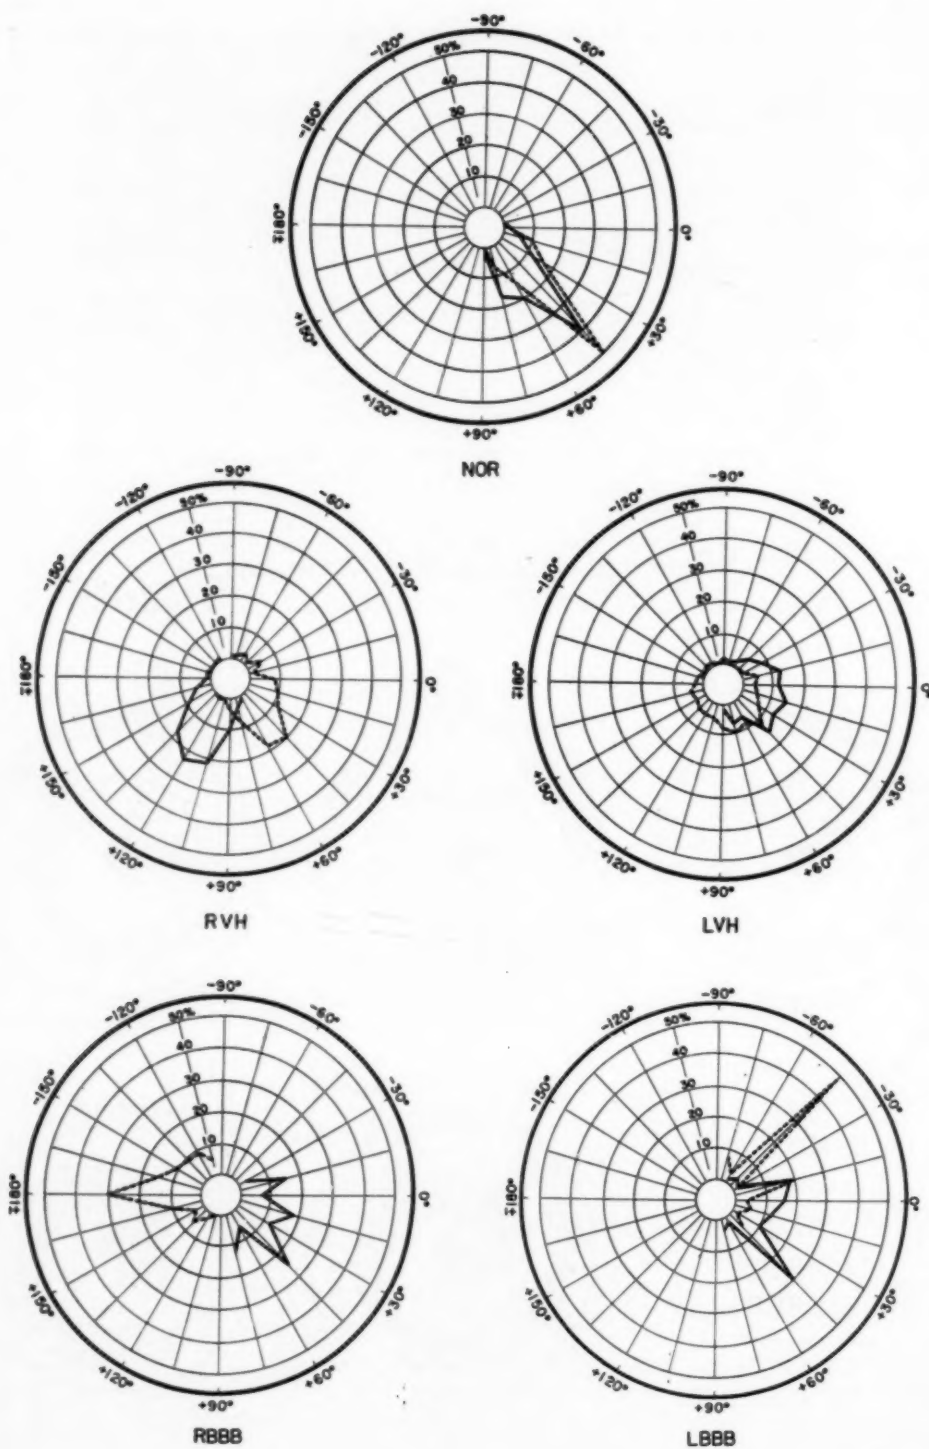 -90°
-120° -60°
50%
40
-150° 30 -30°
20
10
∓180° 0°
+150° +30°
+120° +60°
+90°
NOR
-90° -90°
-120° -60° -120° -60°
50% 50%
40 40
-150° 30 -30° -150° 30 -30°
20 20
10 10
∓180° 0° ∓180° 0°
+150° +30° +150° +30°
+120° +60° +120° +60°
+90° +90°
RVH LVH
-90° -90°
-120° -60° -120° -60°
50% 50%
40 40
-150° 30 -30° -150° 30 -30°
20 20
10 10
∓180° 0° ∓180° 0°
+150° +30° +150° +30°
+120° +60° +120° +60°
+90° +90°
RBBB LBBB